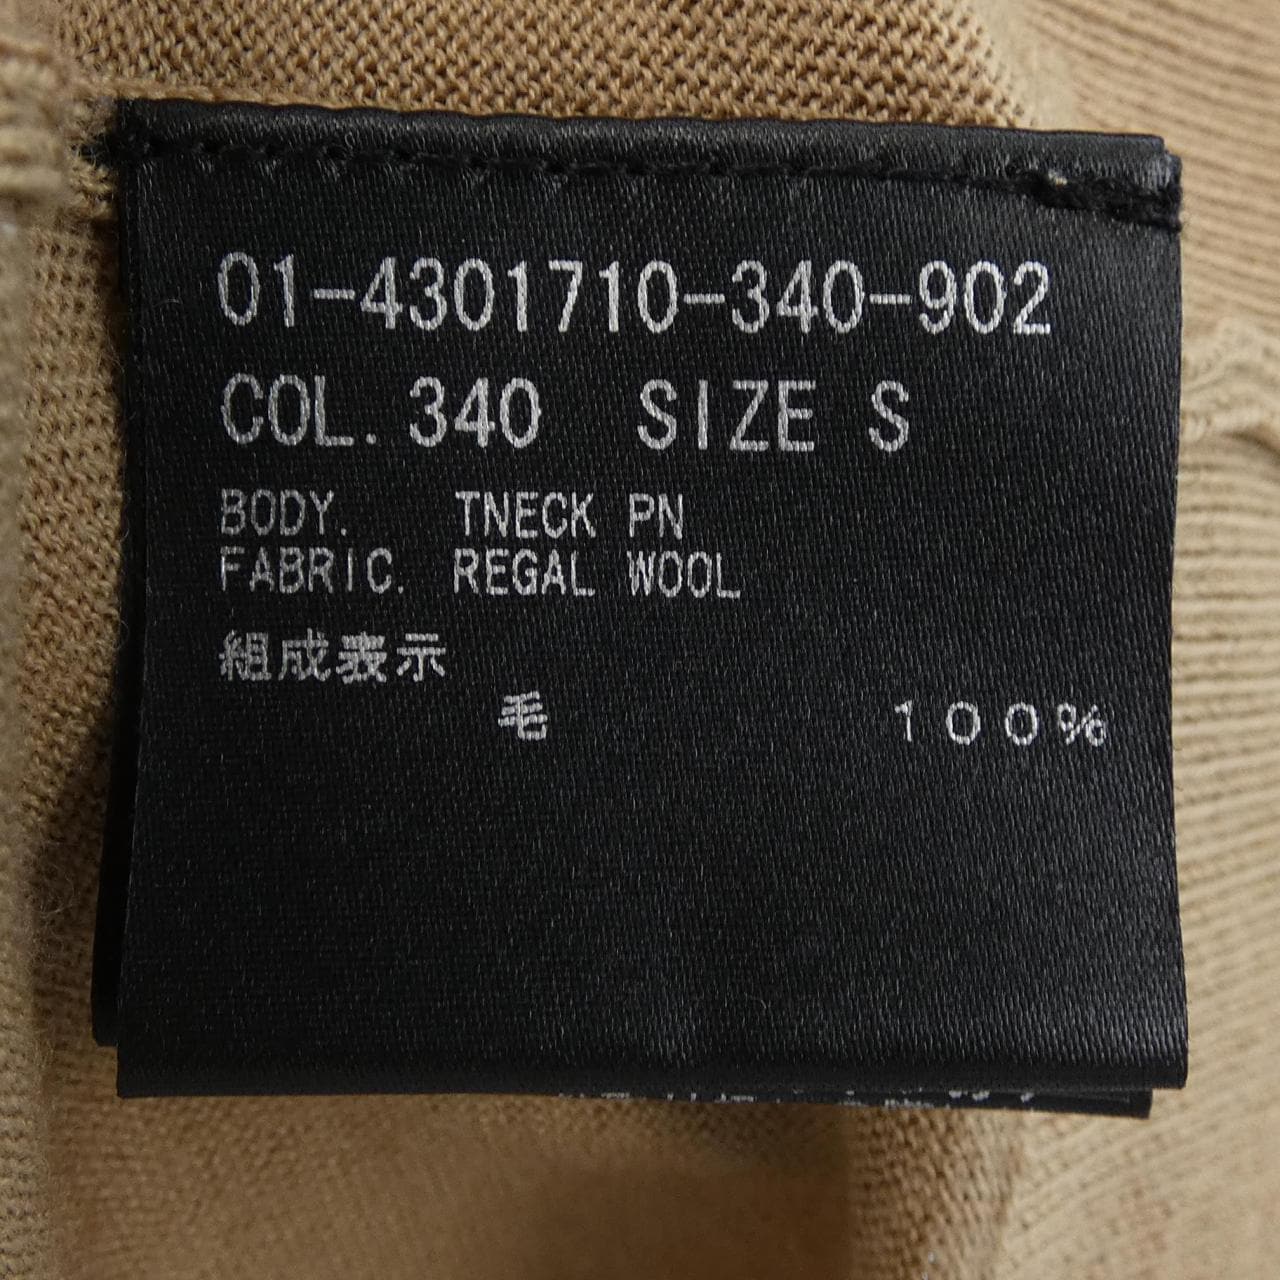 01-4301710-340-902
COL. 340 SIZE S
BODY. TNECK PN
FABRIC. REGAL WOOL
組成表示
毛 100%